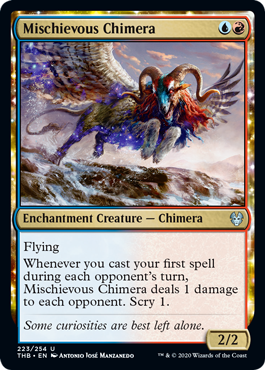 Mischievous Chimera
Enchantment Creature — Chimera
Flying
Whenever you cast your first spell
during each opponent's turn,
Mischievous Chimera deals 1 damage
to each opponent. Scry 1.
Some curiosities are best left alone.
2/2
223/254 U
THB • EN Antonio José Manzanedo
™ & © 2020 Wizards of the Coast